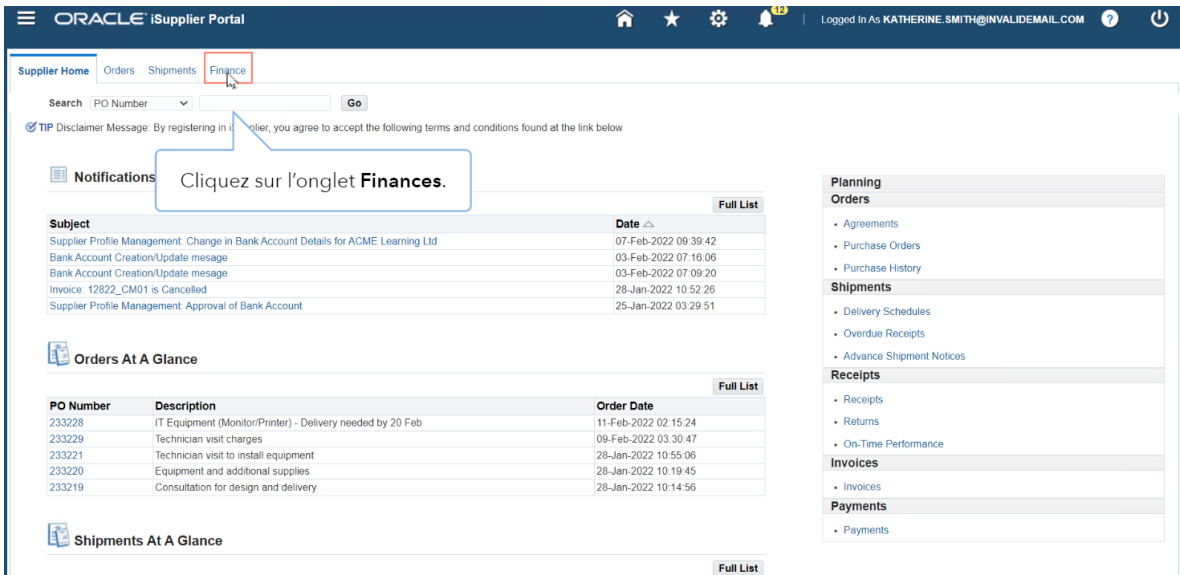 ORACLE iSupplier Portal
12
Logged In As KATHERINE.SMITH@INVALIDEMAIL.COM ?
Supplier Home Orders Shipments Finance
Search PO Number Go
TIP Disclaimer Message: By registering in you agree to accept the following terms and conditions found at the link below
Cliquez sur l'onglet Finances.
Notifications
Full List
Subject Date
Supplier Profile Management: Change in Bank Account Details for ACME Learning Ltd 07-Feb-2022 09:39:42
Bank Account Creation/Update mesage 03-Feb-2022 07:16:06
Bank Account Creation/Update mesage 03-Feb-2022 07:09:20
Invoice: 12822_CM01 is Cancelled 28-Jan-2022 10:52:26
Supplier Profile Management: Approval of Bank Account 25-Jan-2022 03:29:51
Orders At A Glance
Full List
PO Number Description Order Date
233228 IT Equipment (Monitor/Printer) - Delivery needed by 20 Feb 11-Feb-2022 02:15:24
233229 Technician visit charges 09-Feb-2022 03:30:47
233221 Technician visit to install equipment 28-Jan-2022 10:55:06
233220 Equipment and additional supplies 28-Jan-2022 10:19:45
233219 Consultation for design and delivery 28-Jan-2022 10:14:56
Shipments At A Glance
Full List
Planning
Orders
• Agreements
• Purchase Orders
• Purchase History
Shipments
• Delivery Schedules
• Overdue Receipts
• Advance Shipment Notices
Receipts
• Receipts
• Returns
• On-Time Performance
Invoices
• Invoices
Payments
• Payments